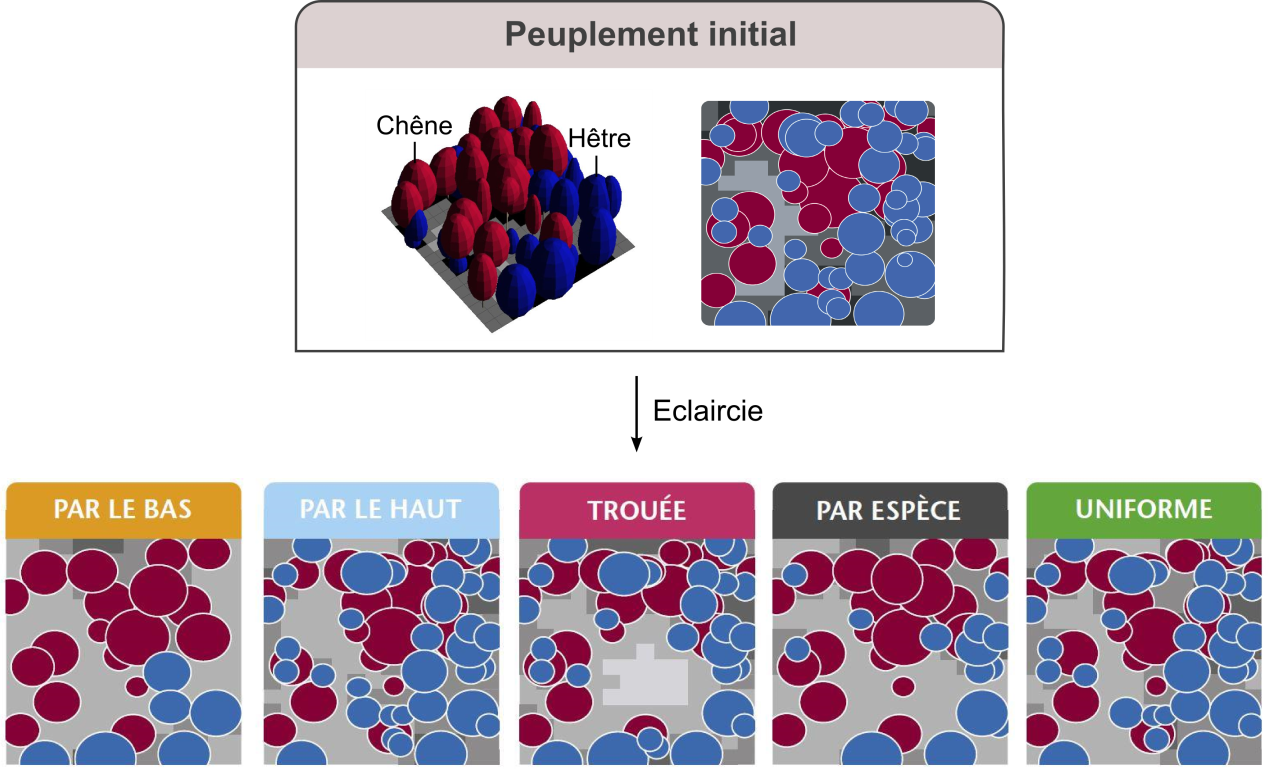 Peuplement initial
Chêne
Hêtre
Eclaircie
PAR LE BAS
PAR LE HAUT
TROUÉE
PAR ESPÈCE
UNIFORME